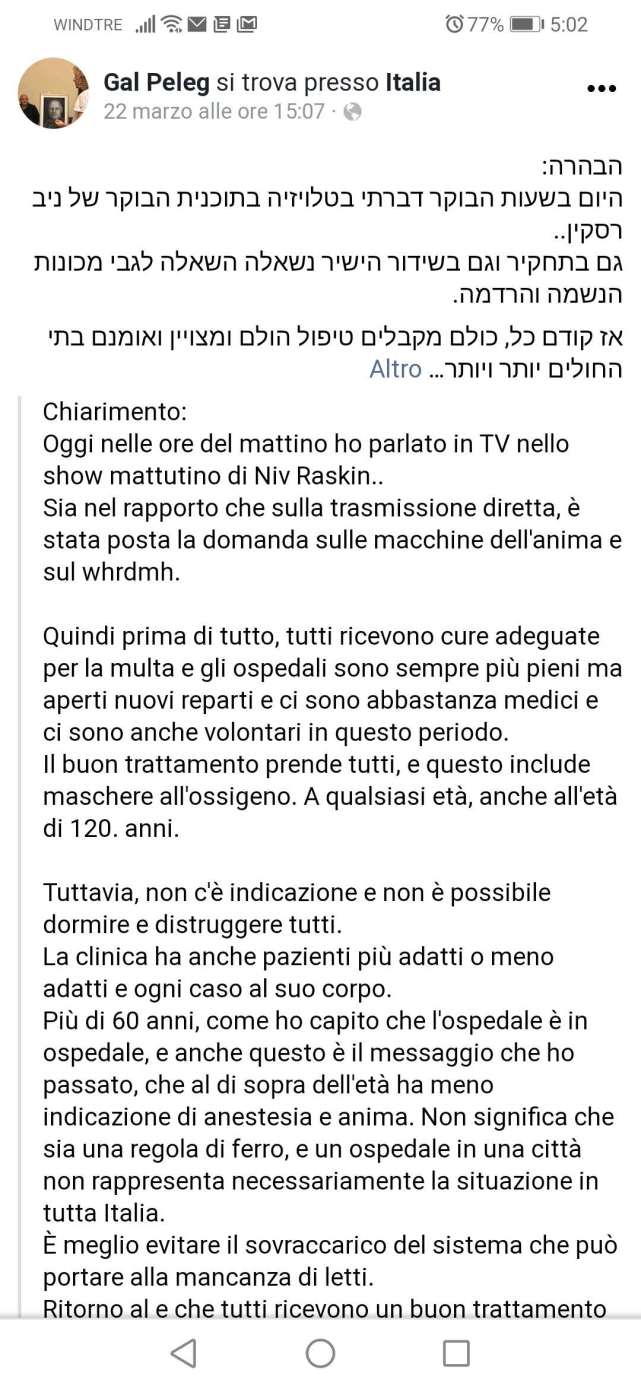 WINDTRE 77% 5:02
Gal Peleg si trova presso Italia
22 marzo alle ore 15:07 ·
הבהרה:
היום בשעות הבוקר דברתי בטלויזיה בתוכנית הבוקר של ניב
רסקין..
גם בתחקיר וגם בשידור הישיר נשאלה השאלה לגבי מכונות
הנשמה והרדמה.
אז קודם כל, כולם מקבלים טיפול הולם ומצויין ואומנם בתי
החולים יותר ויותר... Altro
Chiarimento:
Oggi nelle ore del mattino ho parlato in TV nello
show mattutino di Niv Raskin..
Sia nel rapporto che sulla trasmissione diretta, è
stata posta la domanda sulle macchine dell'anima e
sul whrdmh.
Quindi prima di tutto, tutti ricevono cure adeguate
per la multa e gli ospedali sono sempre più pieni ma
aperti nuovi reparti e ci sono abbastanza medici e
ci sono anche volontari in questo periodo.
Il buon trattamento prende tutti, e questo include
maschere all'ossigeno. A qualsiasi età, anche all'età
di 120. anni.
Tuttavia, non c'è indicazione e non è possibile
dormire e distruggere tutti.
La clinica ha anche pazienti più adatti o meno
adatti e ogni caso al suo corpo.
Più di 60 anni, come ho capito che l'ospedale è in
ospedale, e anche questo è il messaggio che ho
passato, che al di sopra dell'età ha meno
indicazione di anestesia e anima. Non significa che
sia una regola di ferro, e un ospedale in una città
non rappresenta necessariamente la situazione in
tutta Italia.
È meglio evitare il sovraccarico del sistema che può
portare alla mancanza di letti.
Ritorno al e che tutti ricevono un buon trattamento